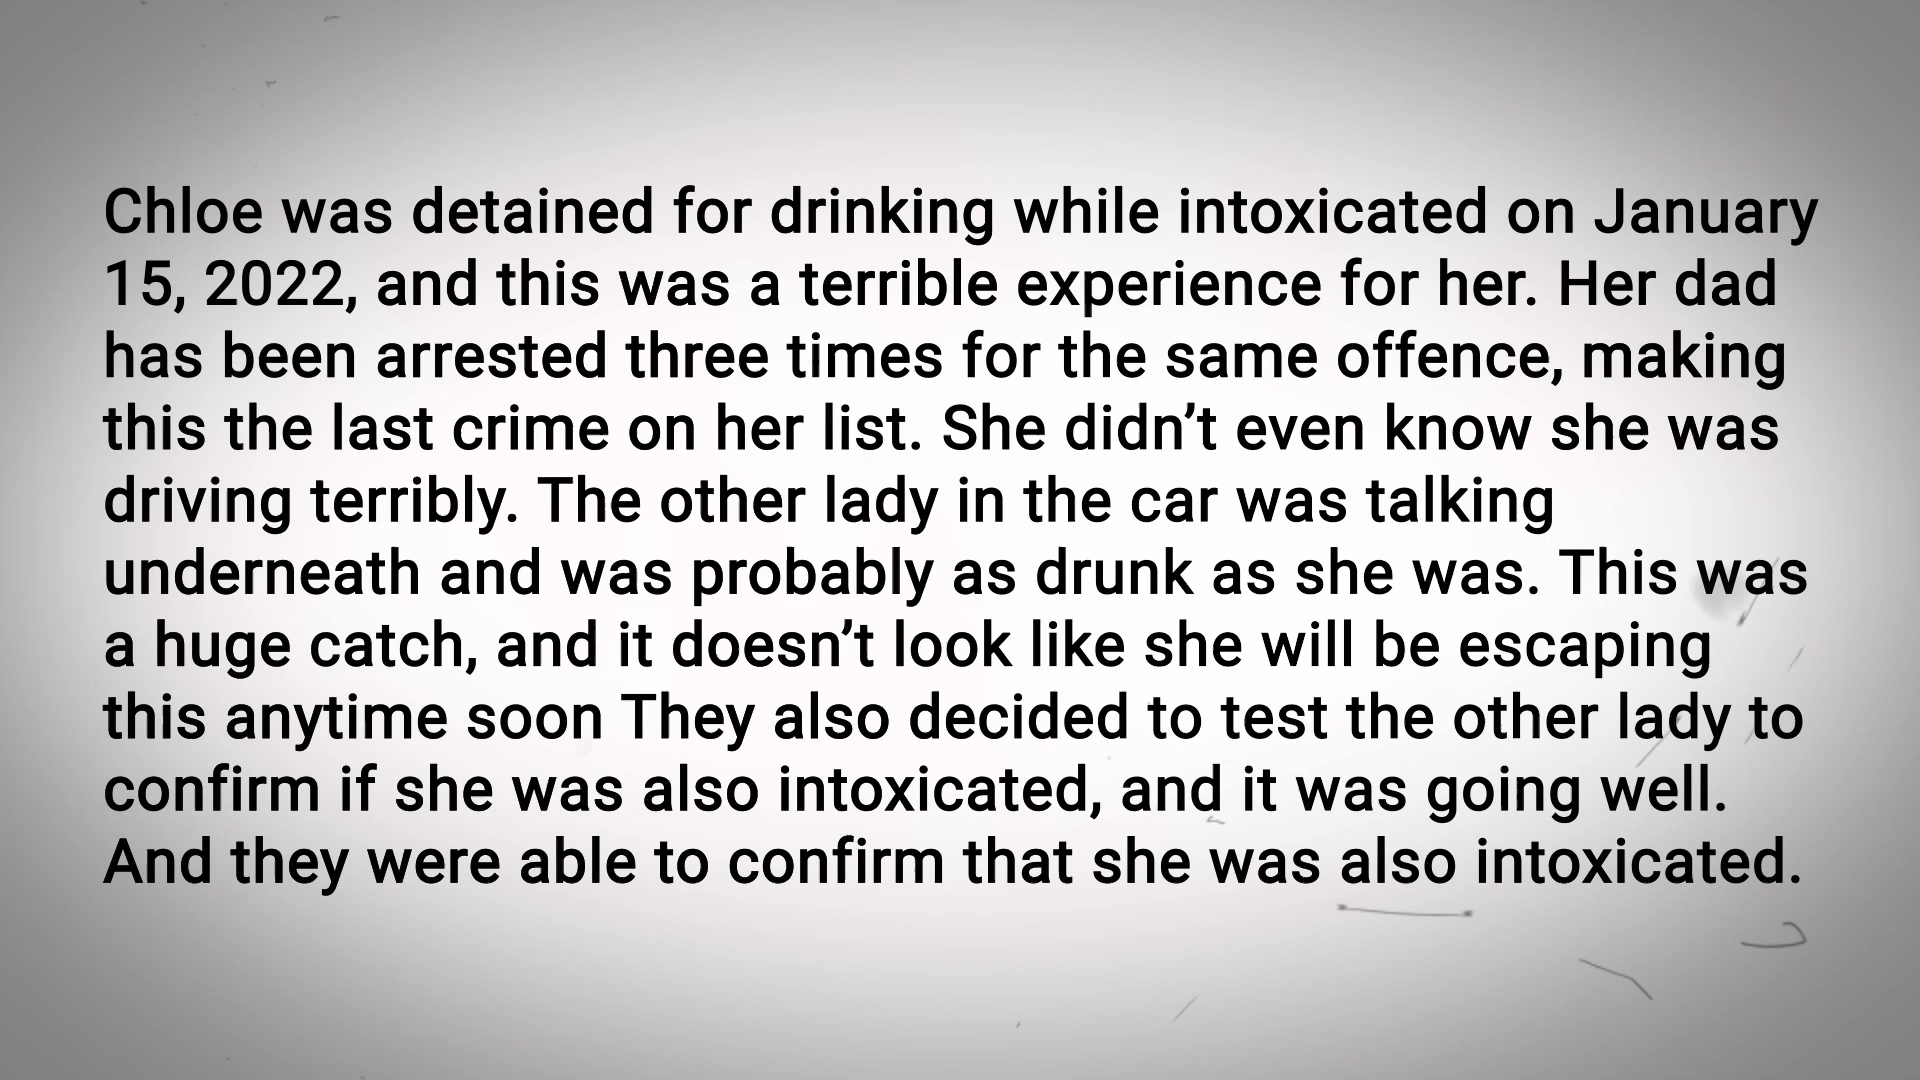 Chloe was detained for drinking while intoxicated on January
15, 2022, and this was a terrible experience for her. Her dad
has been arrested three times for the same offence, making
this the last crime on her list. She didn’t even know she was
driving terribly. The other lady in the car was talking
underneath and was probably as drunk as she was. This was
a huge catch, and it doesn’t look like she will be escaping
this anytime soon They also decided to test the other lady to
confirm if she was also intoxicated, and it was going well.
And they were able to confirm that she was also intoxicated.